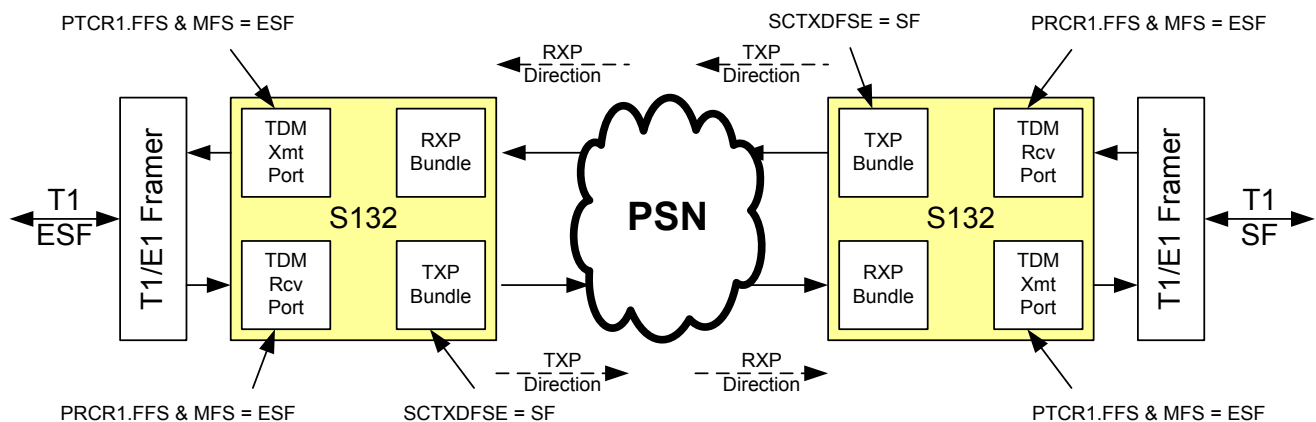 PTCR1.FFS & MFS = ESF
SCTXDFSE = SF
PRCR1.FFS & MFS = ESF
RXP
Direction
TXP
Direction
T1/E1 Framer
TDM
Xmt
Port
RXP
Bundle
TXP
Bundle
TDM
Rcv
Port
T1/E1 Framer
T1
ESF
S132
PSN
S132
T1
SF
TDM
Rcv
Port
TXP
Bundle
RXP
Bundle
TDM
Xmt
Port
TXP
Direction
RXP
Direction
PRCR1.FFS & MFS = ESF
SCTXDFSE = SF
PTCR1.FFS & MFS = ESF